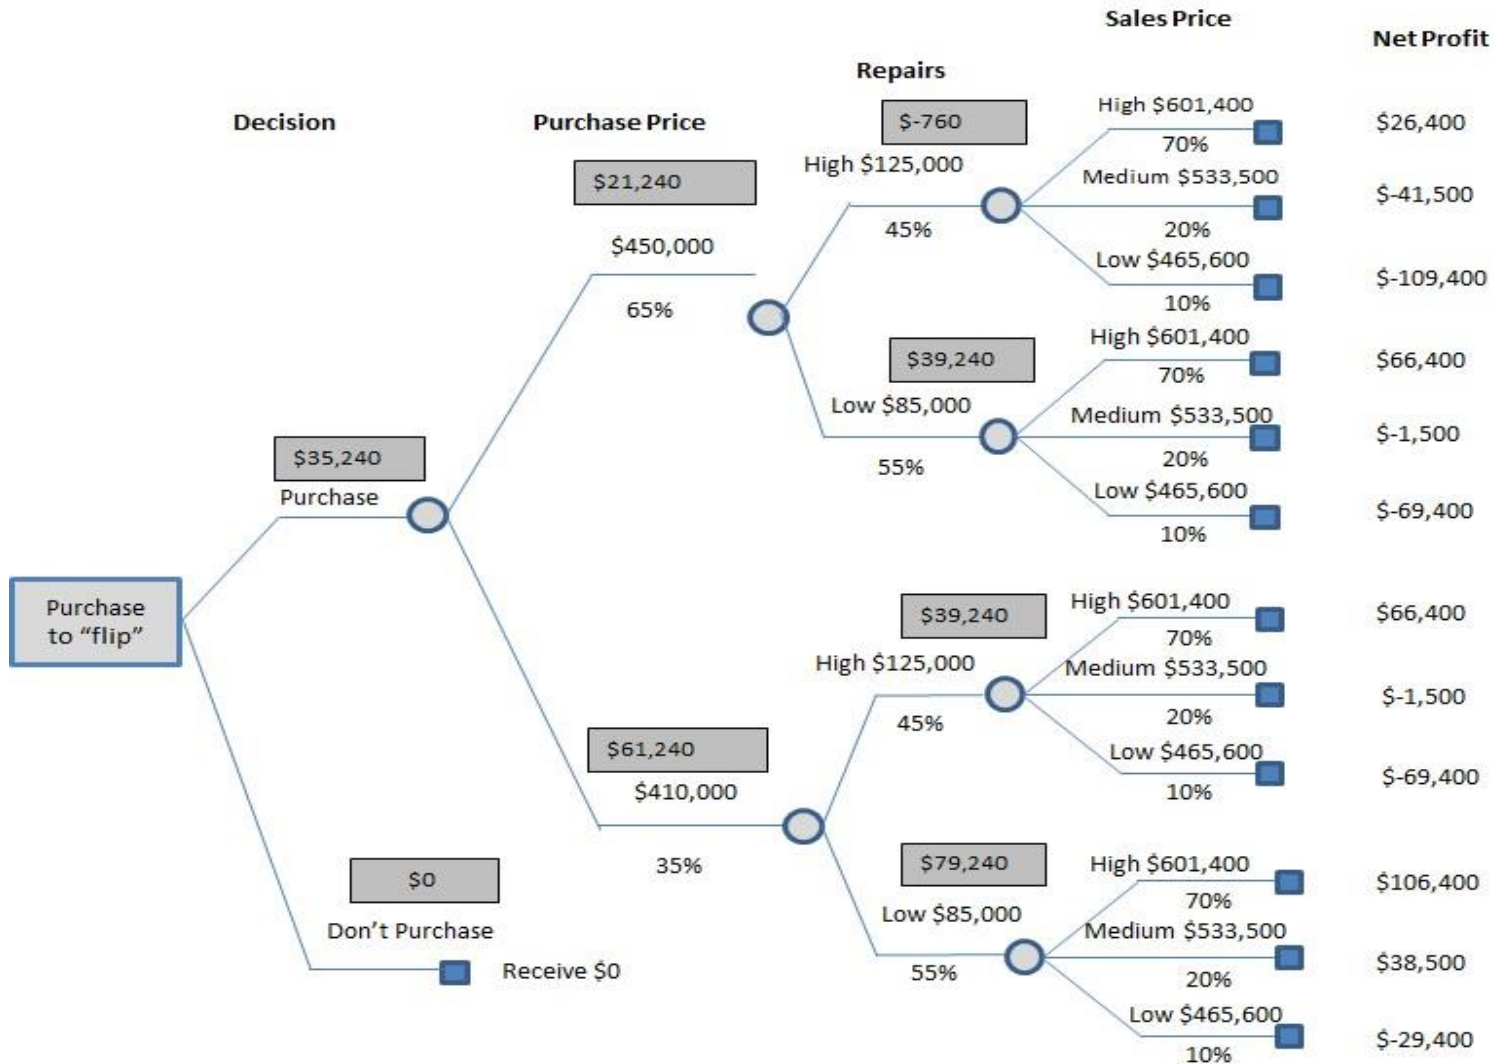 Sales Price
Net Profit
Repairs
Decision
Purchase Price
$-760
High $601,400
70%
$26,400
$21,240
High $125,000
45%
Medium $533,500
20%
$-41,500
$450,000
65%
Low $465,600
10%
$-109,400
$39,240
High $601,400
70%
$66,400
Low $85,000
55%
Medium $533,500
20%
$-1,500
$35,240
Purchase
Low $465,600
10%
$-69,400
Purchase
to “flip”
$39,240
High $601,400
70%
$66,400
High $125,000
45%
Medium $533,500
20%
$-1,500
$61,240
$410,000
35%
Low $465,600
10%
$-69,400
$79,240
High $601,400
70%
$106,400
$0
Don’t Purchase
Receive $0
Low $85,000
55%
Medium $533,500
20%
$38,500
Low $465,600
10%
$-29,400